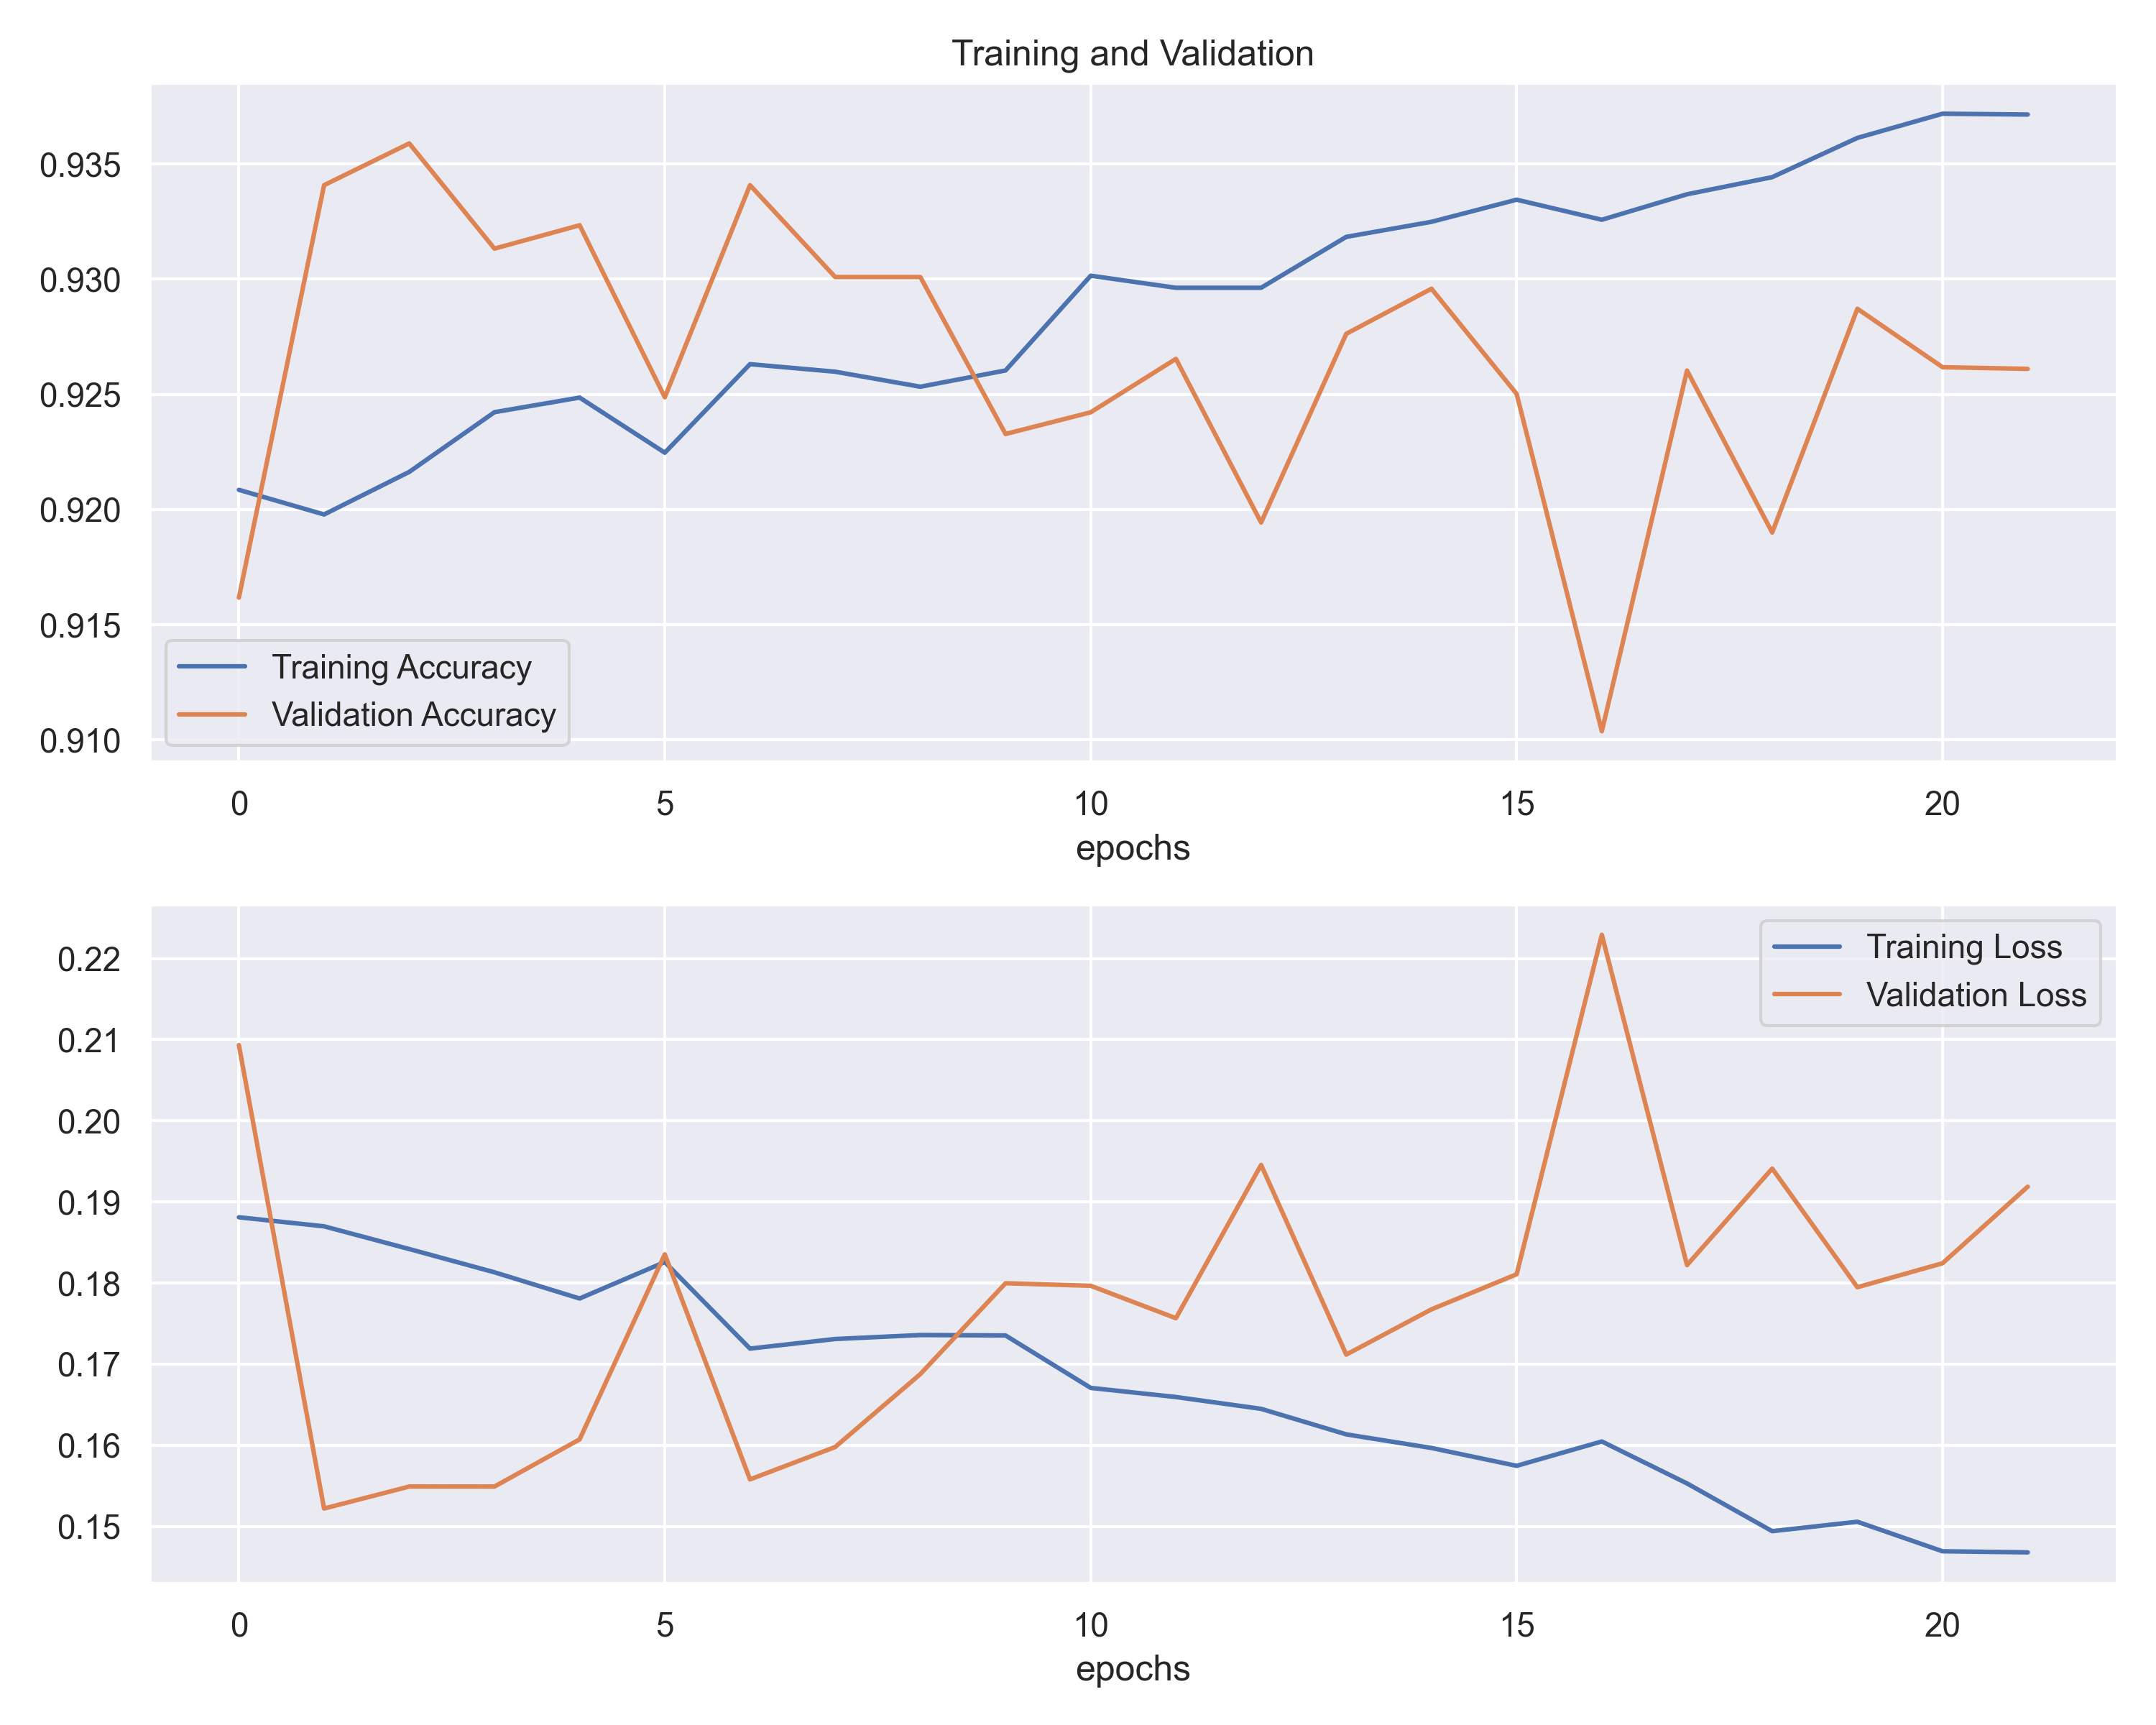 Training and Validation
0.935
0.930
0.925
0.920
0.915
0.910
Training Accuracy
Validation Accuracy
0 5 10 15 20
epochs
0.22
0.21
0.20
0.19
0.18
0.17
0.16
0.15
Training Loss
Validation Loss
0 5 10 15 20
epochs